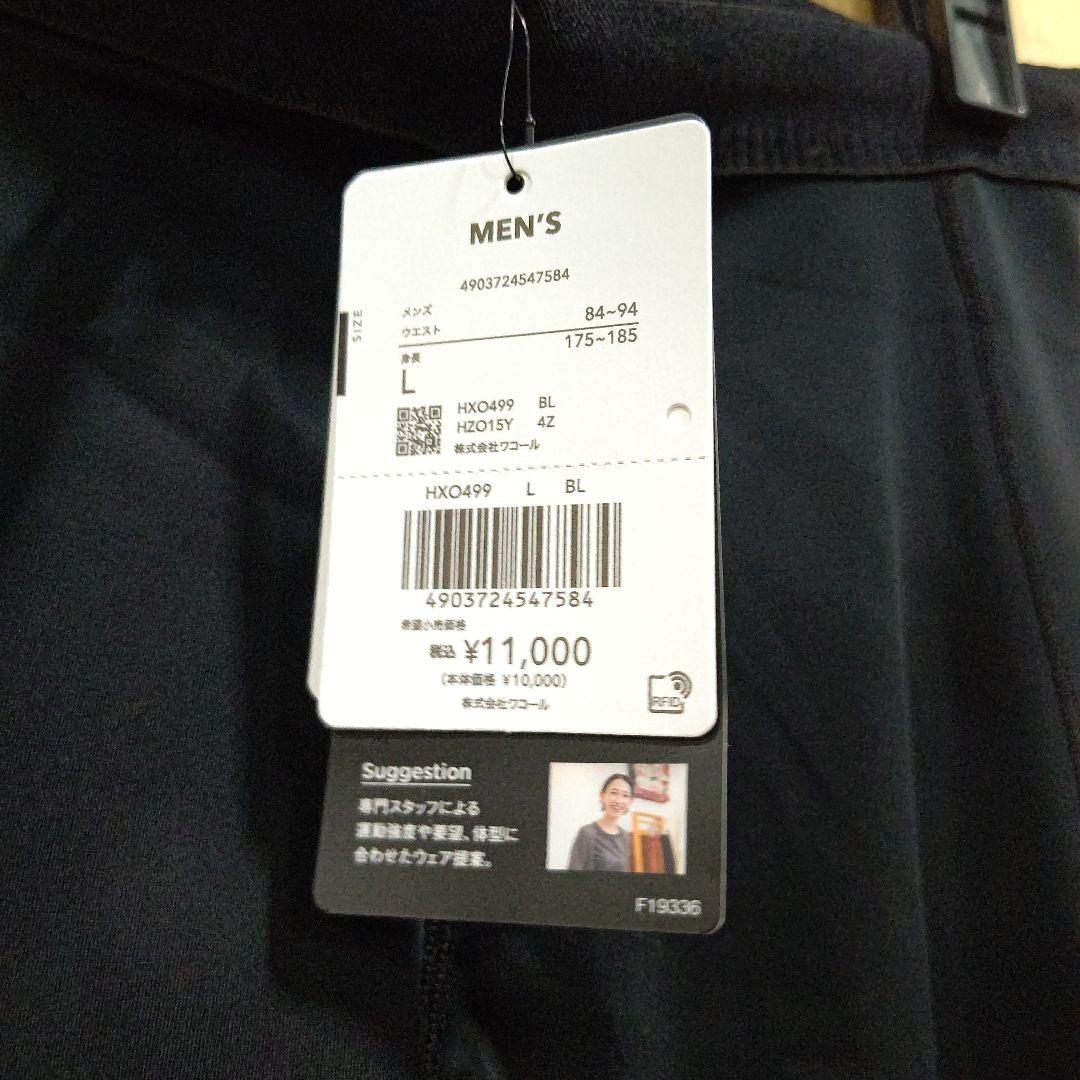 MEN'S
4903724547584
SIZE
メンズ
ウエスト 84~94
身長 175~185
L
HXO499 BL
HZO15Y 4Z
株式会社ワコール
HXO499 L BL
4903724547584
希望小売価格
税込 ¥11,000
(本体価格 ¥10,000)
株式会社ワコール
RFID
Suggestion
専門スタッフによる
運動強度や要望、体型に
合わせたウェア提案。
F19336